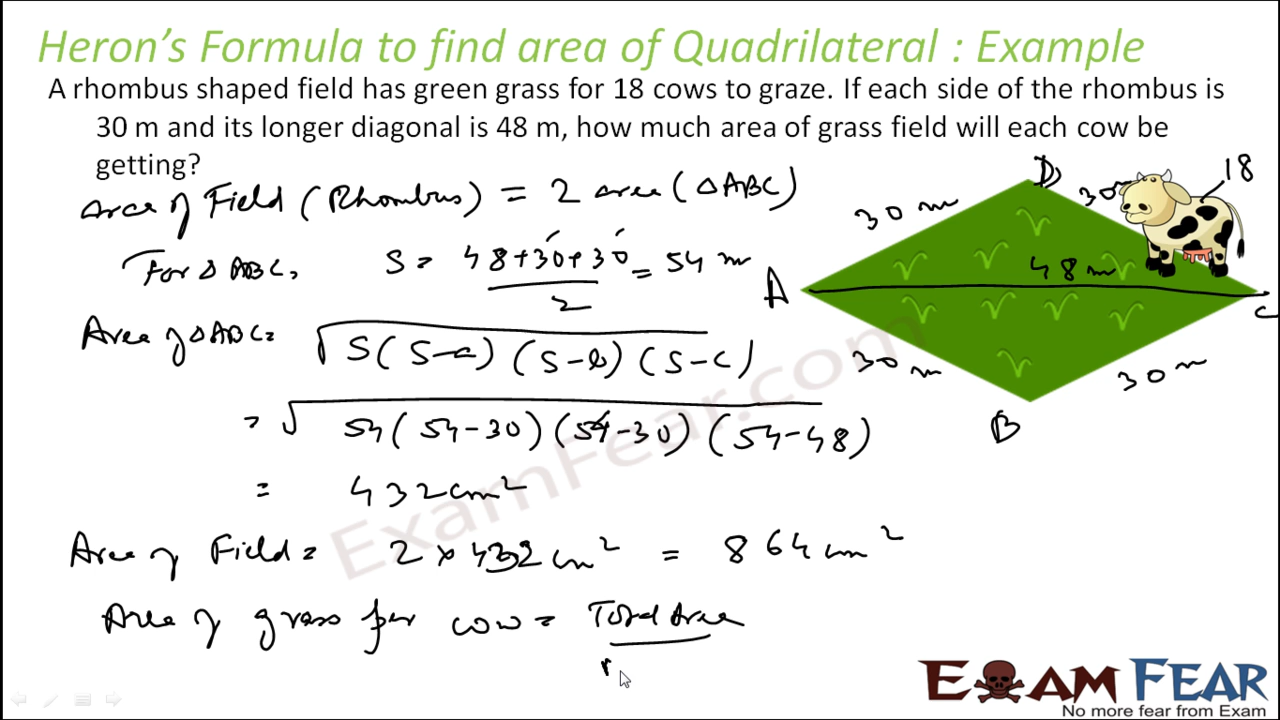 Heron's Formula to find area of Quadrilateral : Example
A rhombus shaped field has green grass for 18 cows to graze. If each side of the rhombus is
30 m and its longer diagonal is 48 m, how much area of grass field will each cow be
getting?
Area of Field (Rhombus) = 2 area (△ABC)
For △ABC, S = 48+30+30 / 2 = 54 m
Area of △ABC = √S(S-a)(S-b)(S-c)
= √54(54-30)(54-30)(54-48)
= 432 cm²
Area of Field = 2 × 432 cm² = 864 cm²
Area of grass per cow = Total Area
D
18
30 m
30
48 m
A
C
30 m
30 m
B
ExamFear.com
EXAM FEAR
No more fear from Exam